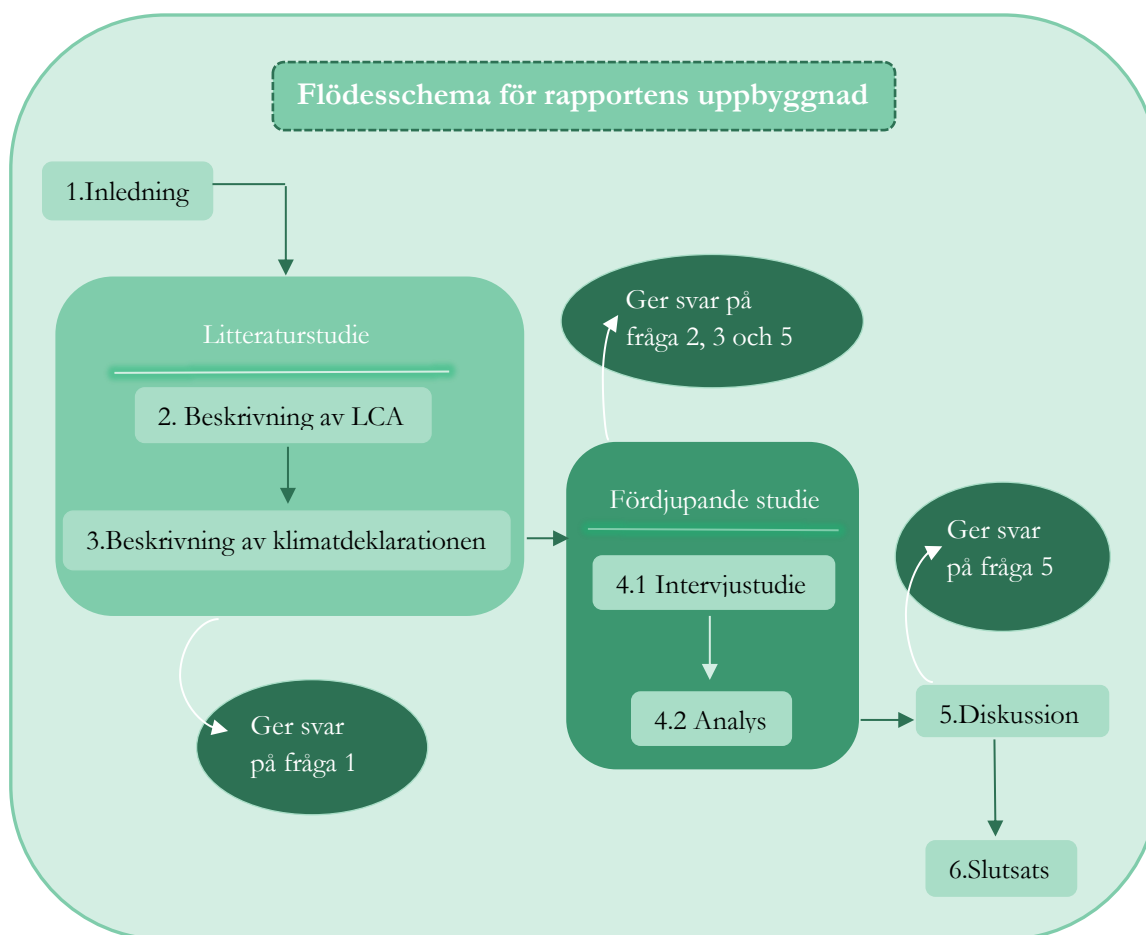 Flödesschema för rapportens uppbyggnad
1.Inledning
Litteraturstudie
2. Beskrivning av LCA
3.Beskrivning av klimatdeklarationen
Ger svar
på fråga 1
Ger svar på
fråga 2, 3 och 5
Fördjupande studie
4.1 Intervjustudie
4.2 Analys
Ger svar
på fråga 5
5.Diskussion
6.Slutsats